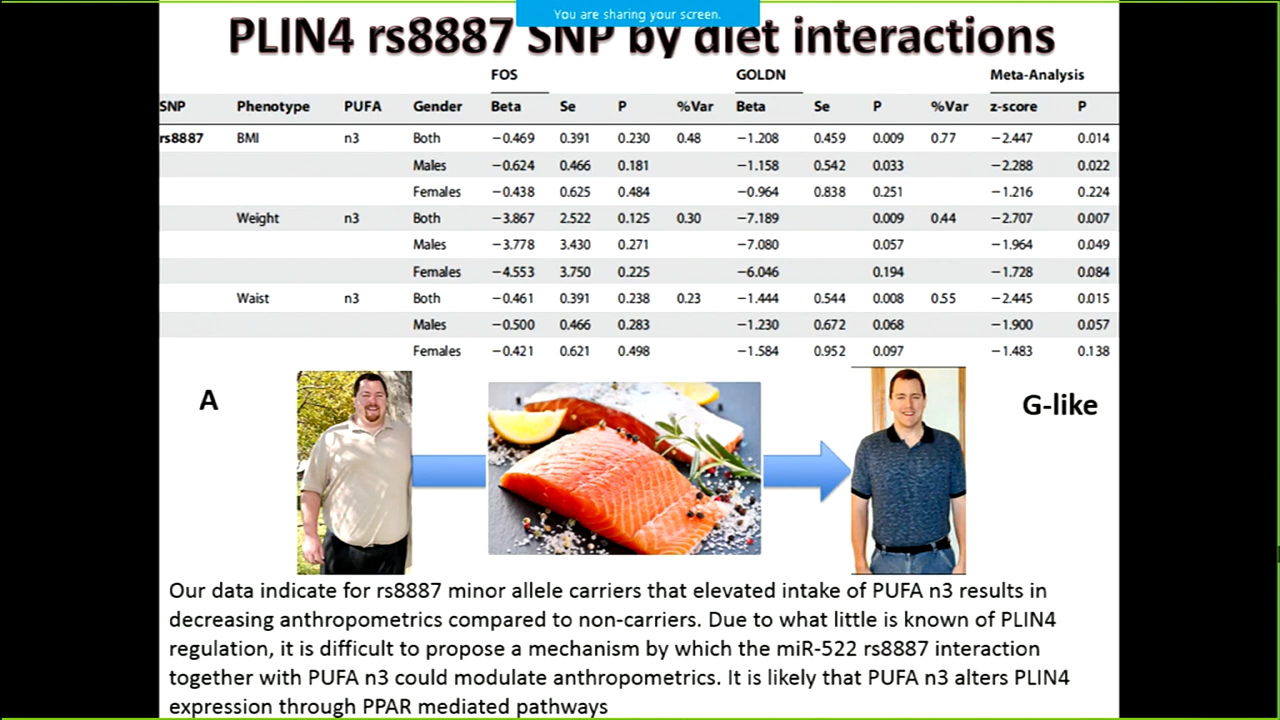 You are sharing your screen.
PLIN4 rs8887 SNP by diet interactions
FOS GOLDN Meta-Analysis
SNP Phenotype PUFA Gender Beta Se P %Var Beta Se P %Var z-score P
rs8887 BMI n3 Both −0.469 0.391 0.230 0.48 −1.208 0.459 0.009 0.77 −2.447 0.014
Males −0.624 0.466 0.181 −1.158 0.542 0.033 −2.288 0.022
Females −0.438 0.625 0.484 −0.964 0.838 0.251 −1.216 0.224
Weight n3 Both −3.867 2.522 0.125 0.30 −7.189 0.009 0.44 −2.707 0.007
Males −3.778 3.430 0.271 −7.080 0.057 −1.964 0.049
Females −4.553 3.750 0.225 −6.046 0.194 −1.728 0.084
Waist n3 Both −0.461 0.391 0.238 0.23 −1.444 0.544 0.008 0.55 −2.445 0.015
Males −0.500 0.466 0.283 −1.230 0.672 0.068 −1.900 0.057
Females −0.421 0.621 0.498 −1.584 0.952 0.097 −1.483 0.138
A
G-like
Our data indicate for rs8887 minor allele carriers that elevated intake of PUFA n3 results in
decreasing anthropometrics compared to non-carriers. Due to what little is known of PLIN4
regulation, it is difficult to propose a mechanism by which the miR-522 rs8887 interaction
together with PUFA n3 could modulate anthropometrics. It is likely that PUFA n3 alters PLIN4
expression through PPAR mediated pathways